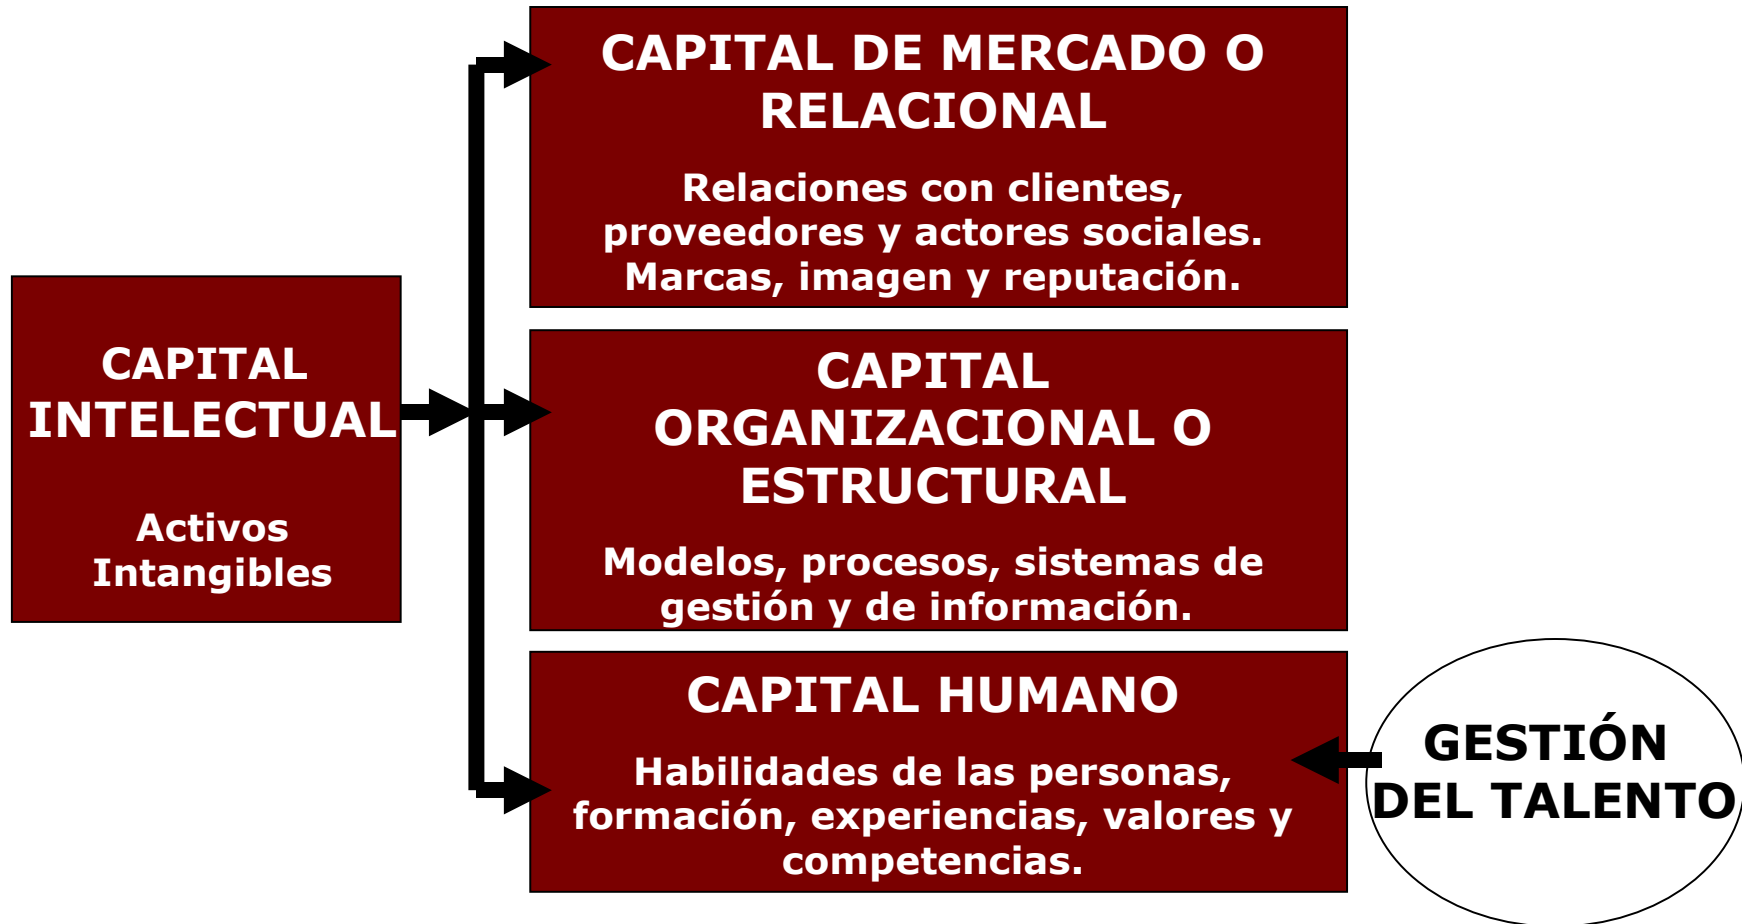 CAPITAL
INTELECTUAL
Activos
Intangibles
CAPITAL DE MERCADO O
RELACIONAL
Relaciones con clientes,
proveedores y actores sociales.
Marcas, imagen y reputación.
CAPITAL
ORGANIZACIONAL O
ESTRUCTURAL
Modelos, procesos, sistemas de
gestión y de información.
CAPITAL HUMANO
Habilidades de las personas,
formación, experiencias, valores y
competencias.
GESTIÓN
DEL TALENTO